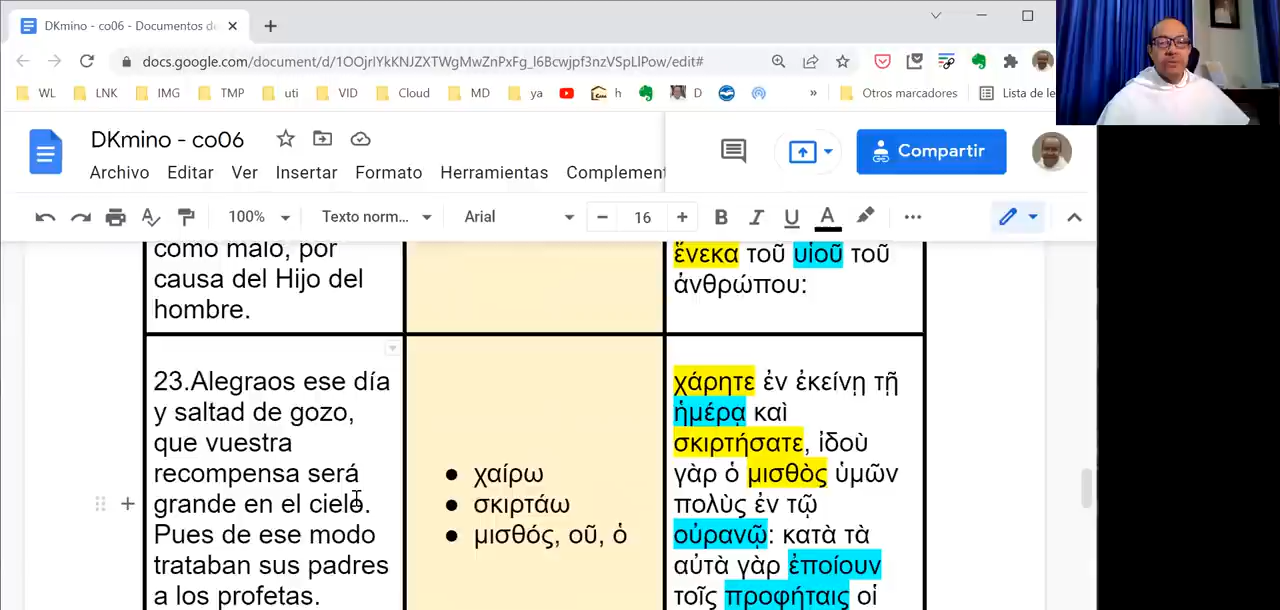 DKmino - co06 - Documentos de
docs.google.com/document/d/1OOjrlYkKNJZXTWgMwZnPxFg_l6Bcwjpf3nzVSpLlPow/edit#
WL LNK IMG TMP uti VID Cloud MD ya h D » Otros marcadores Lista de le
DKmino - co06
Compartir
Archivo Editar Ver Insertar Formato Herramientas Complement
100% Texto norm... Arial 16 B I U A
como malo, por
causa del Hijo del
hombre.
ἕνεκα τοῦ υἱοῦ τοῦ
ἀνθρώπου:
23.Alegraos ese día
y saltad de gozo,
que vuestra
recompensa será
grande en el cielo.
Pues de ese modo
trataban sus padres
a los profetas.
● χαίρω
● σκιρτάω
● μισθός, οῦ, ὁ
χάρητε ἐν ἐκείνῃ τῇ
ἡμέρᾳ καὶ
σκιρτήσατε, ἰδοὺ
γὰρ ὁ μισθὸς ὑμῶν
πολὺς ἐν τῷ
οὐρανῷ: κατὰ τὰ
αὐτὰ γὰρ ἐποίουν
τοῖς προφήταις οἱ